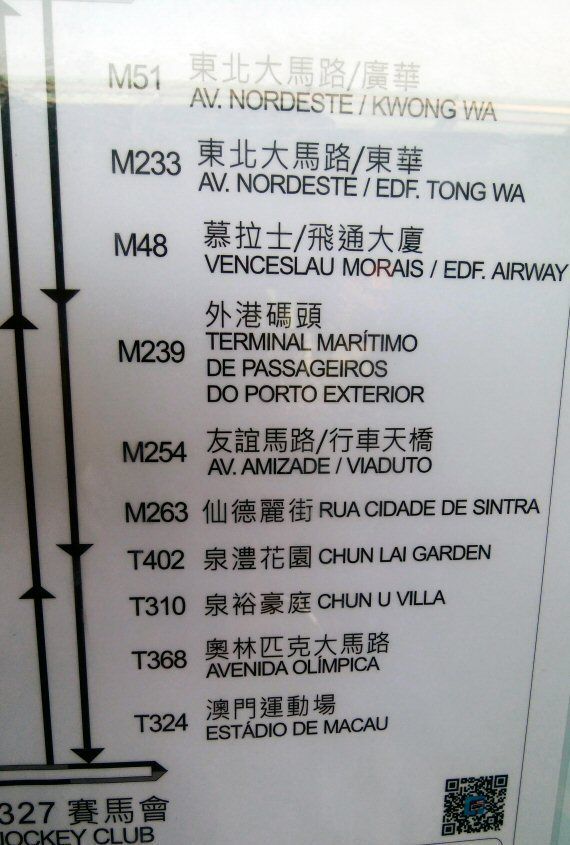 M51 東北大馬路/廣華
AV. NORDESTE / KWONG WA
M233 東北大馬路/東華
AV. NORDESTE / EDF. TONG WA
M48 慕拉士/飛通大廈
VENCESLAU MORAIS / EDF. AIRWAY
外港碼頭
M239 TERMINAL MARÍTIMO
DE PASSAGEIROS
DO PORTO EXTERIOR
M254 友誼馬路/行車天橋
AV. AMIZADE / VIADUTO
M263 仙德麗街 RUA CIDADE DE SINTRA
T402 泉澧花園 CHUN LAI GARDEN
T310 泉裕豪庭 CHUN U VILLA
T368 奧林匹克大馬路
AVENIDA OLÍMPICA
T324 澳門運動場
ESTÁDIO DE MACAU
327 賽馬會
JOCKEY CLUB